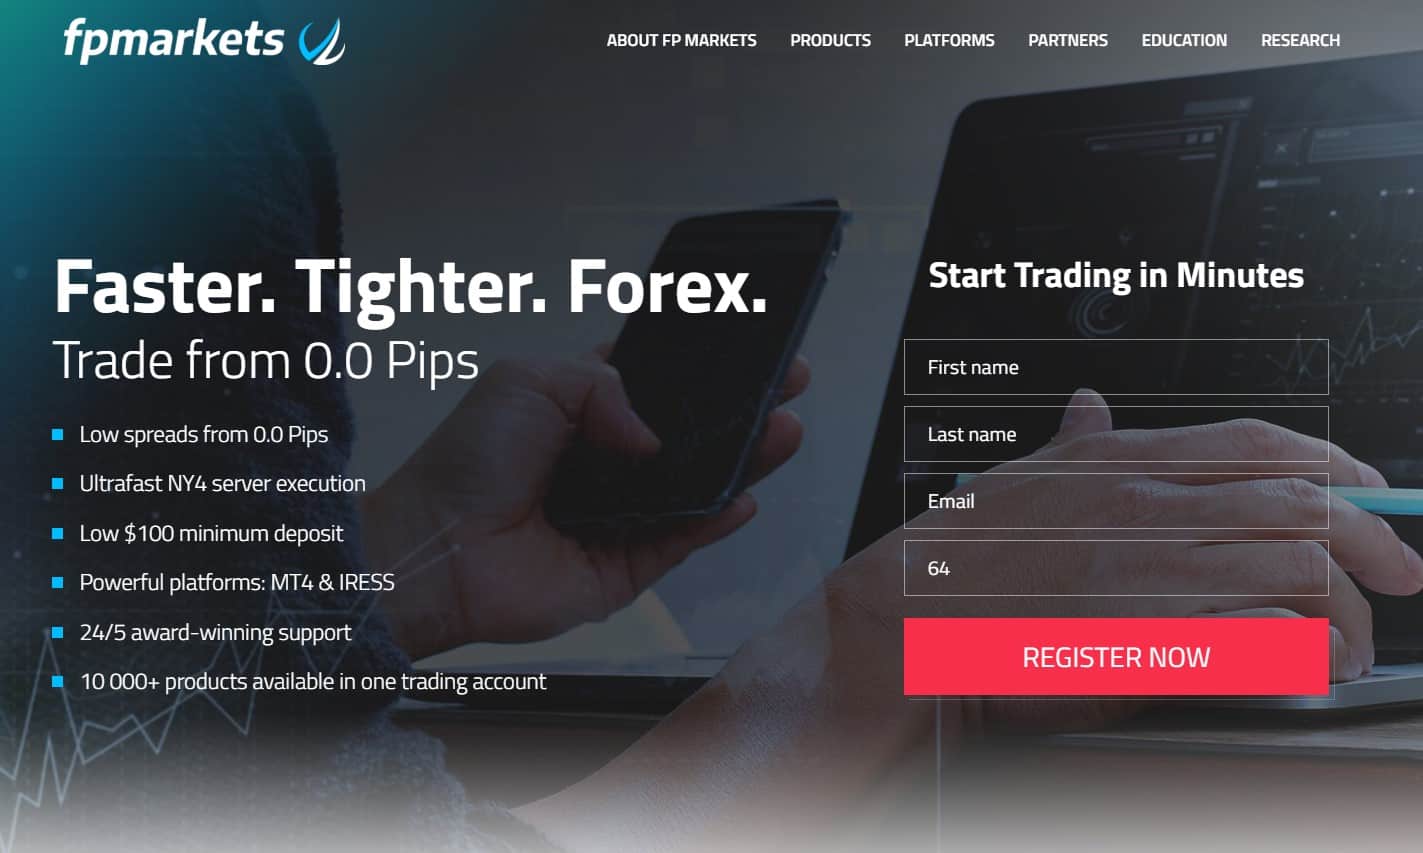 fpmarkets
ABOUT FP MARKETS PRODUCTS PLATFORMS PARTNERS EDUCATION RESEARCH
Faster. Tighter. Forex.
Trade from 0.0 Pips
Low spreads from 0.0 Pips
Ultrafast NY4 server execution
Low $100 minimum deposit
Powerful platforms: MT4 & IRESS
24/5 award-winning support
10 000+ products available in one trading account
Start Trading in Minutes
First name
Last name
Email
64
REGISTER NOW